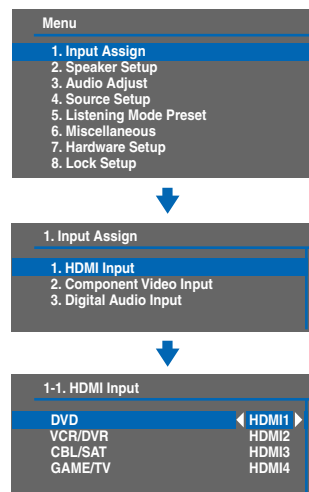 Menu
1. Input Assign
2. Speaker Setup
3. Audio Adjust
4. Source Setup
5. Listening Mode Preset
6. Miscellaneous
7. Hardware Setup
8. Lock Setup
1. Input Assign
1. HDMI Input
2. Component Video Input
3. Digital Audio Input
1-1. HDMI Input
DVD HDMI1
VCR/DVR HDMI2
CBL/SAT HDMI3
GAME/TV HDMI4